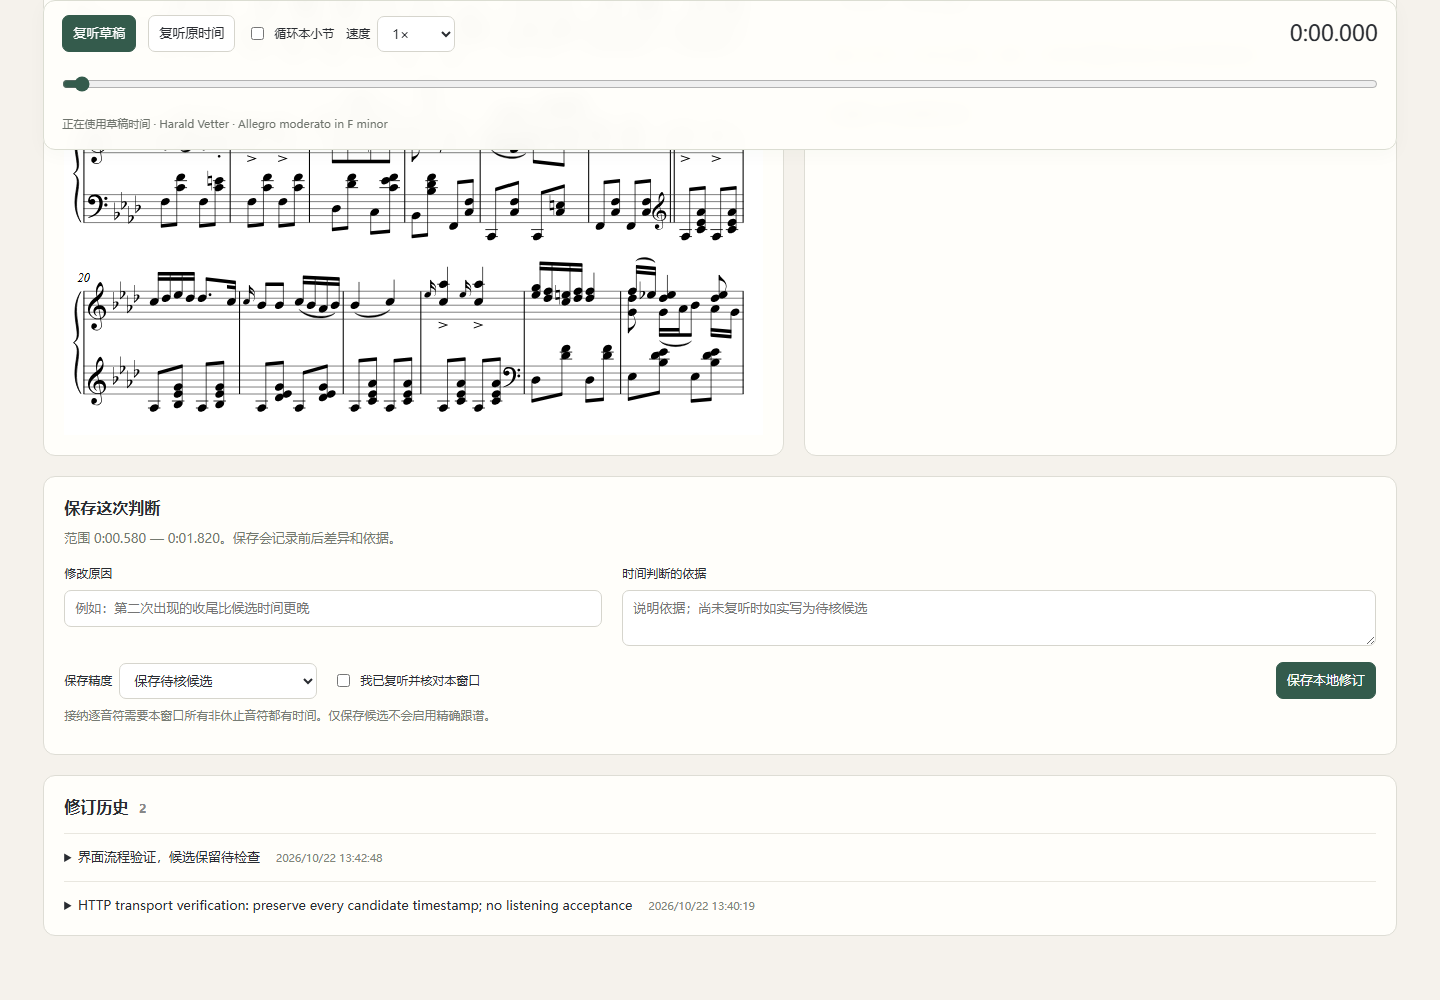 复听草稿 复听原时间 循环本小节 速度 1× 0:00.000
正在使用草稿时间 · Harald Vetter · Allegro moderato in F minor
20
保存这次判断
范围 0:00.580 — 0:01.820。保存会记录前后差异和依据。
修改原因 时间判断的依据
例如：第二次出现的收尾比候选时间更晚 说明依据；尚未复听时如实写为待核候选
保存精度 保存待核候选 我已复听并核对本窗口 保存本地修订
接纳逐音符需要本窗口所有非休止音符都有时间。仅保存候选不会启用精确跟谱。
修订历史 2
界面流程验证，候选保留待检查 2026/10/22 13:42:48
HTTP transport verification: preserve every candidate timestamp; no listening acceptance 2026/10/22 13:40:19